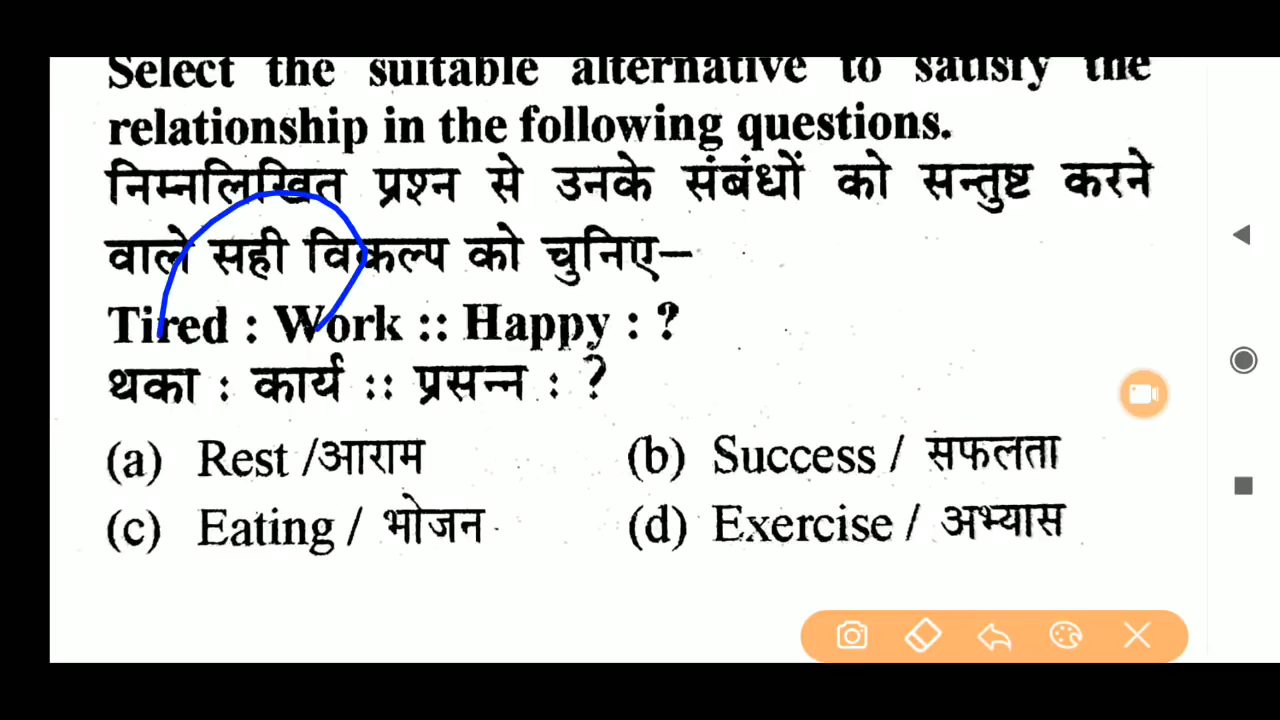 Select the suitable alternative to satisfy the
relationship in the following questions.
निम्नलिखित प्रश्न से उनके संबंधों को सन्तुष्ट करने
वाले सही विकल्प को चुनिए–
Tired : Work :: Happy : ?
थका : कार्य :: प्रसन्न : ?
(a) Rest /आराम (b) Success / सफलता
(c) Eating / भोजन (d) Exercise / अभ्यास